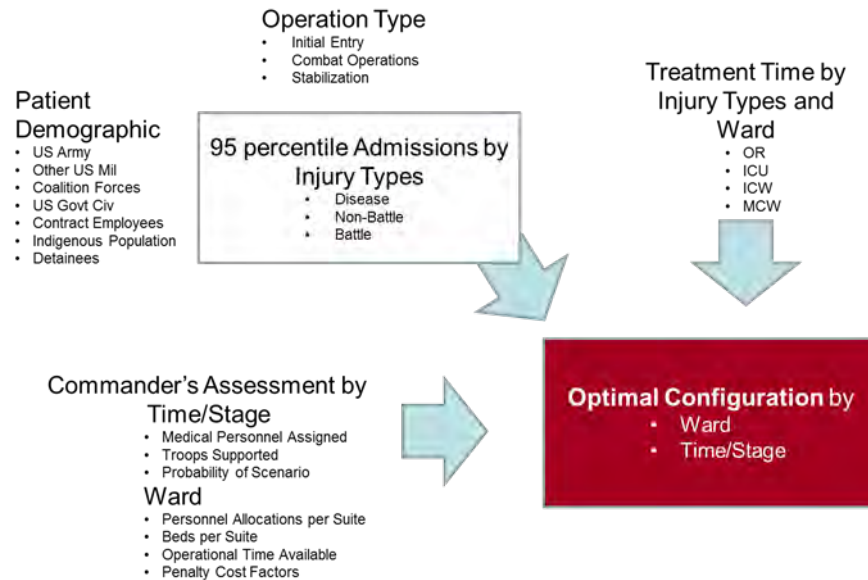 Operation Type
• Initial Entry
• Combat Operations
• Stabilization
Patient
Demographic
• US Army
• Other US Mil
• Coalition Forces
• US Govt Civ
• Contract Employees
• Indigenous Population
• Detainees
95 percentile Admissions by
Injury Types
• Disease
• Non-Battle
• Battle
Treatment Time by
Injury Types and
Ward
• OR
• ICU
• ICW
• MCW
Commander's Assessment by
Time/Stage
• Medical Personnel Assigned
• Troops Supported
• Probability of Scenario
Ward
• Personnel Allocations per Suite
• Beds per Suite
• Operational Time Available
• Penalty Cost Factors
Optimal Configuration by
• Ward
• Time/Stage